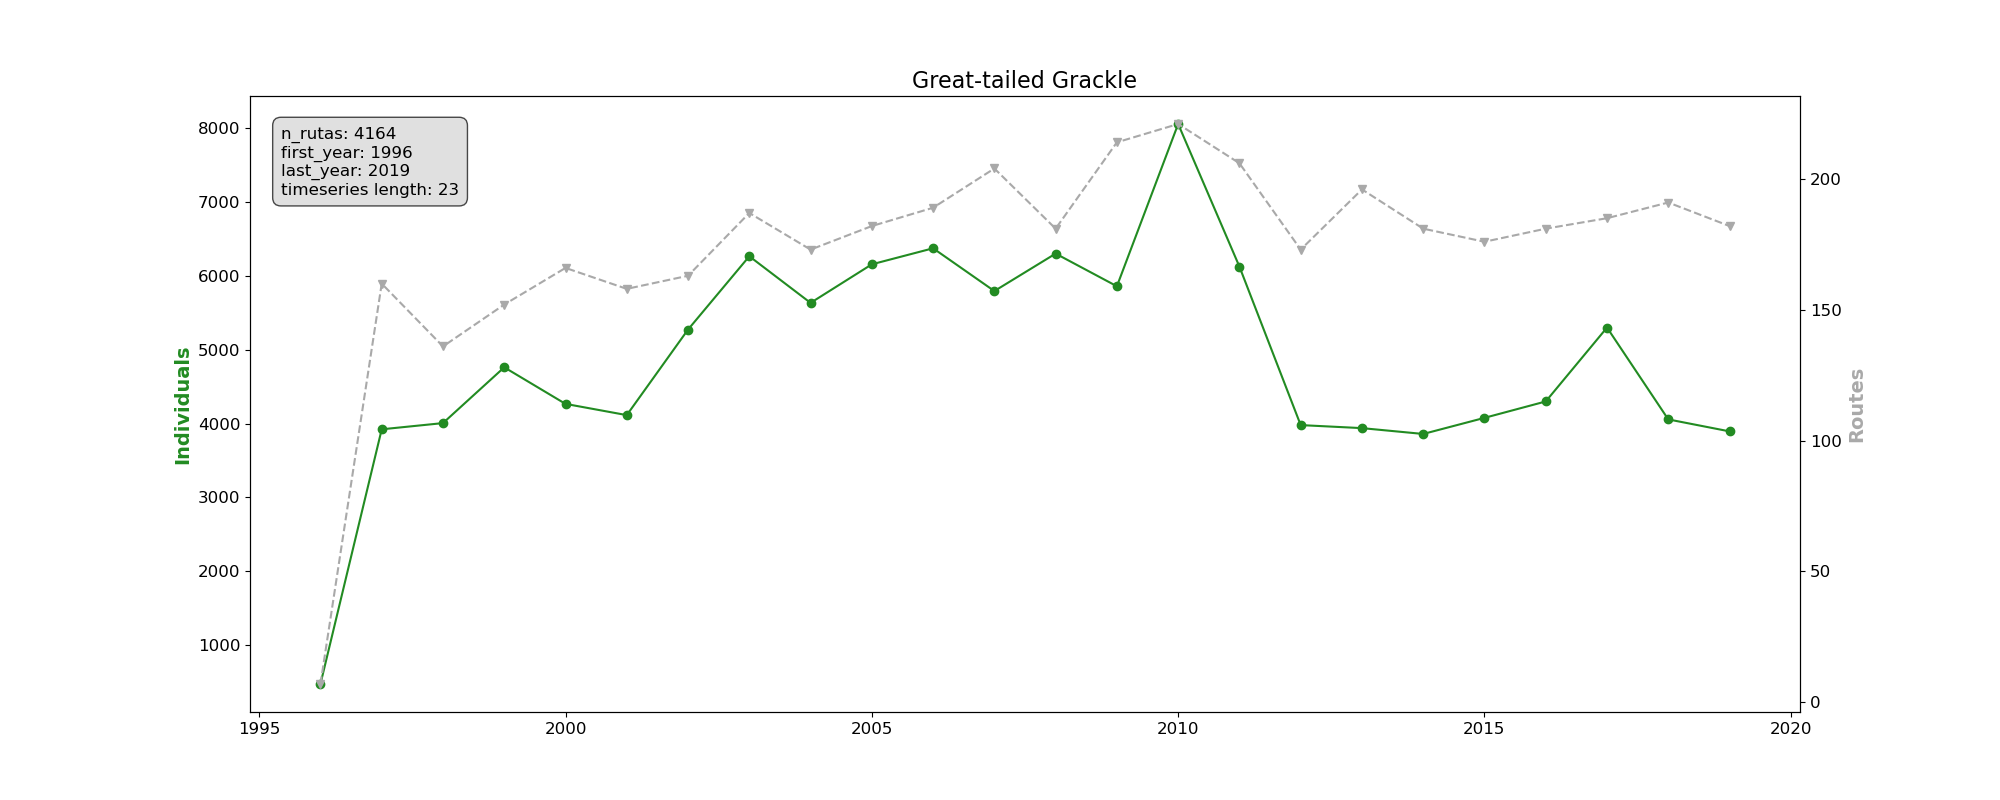 Great-tailed Grackle
n_rutas: 4164
first_year: 1996
last_year: 2019
timeseries length: 23
Individuals
8000
7000
6000
5000
4000
3000
2000
1000
200
150
100
50
0
Routes
1995
2000
2005
2010
2015
2020